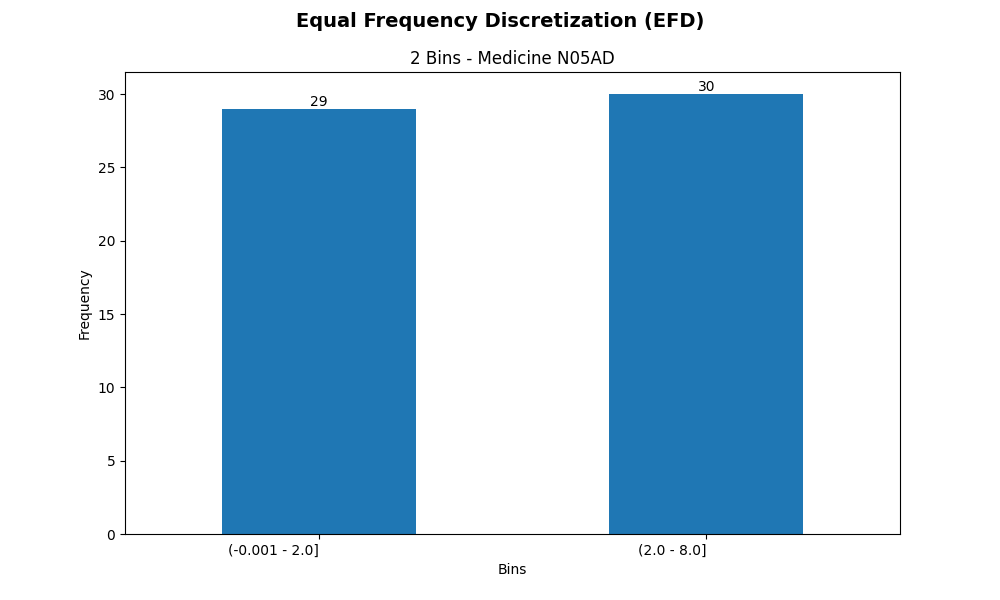 Equal Frequency Discretization (EFD)
2 Bins - Medicine N05AD
30
25
20
15
10
5
0
Frequency
29
30
(-0.001 - 2.0]
(2.0 - 8.0]
Bins